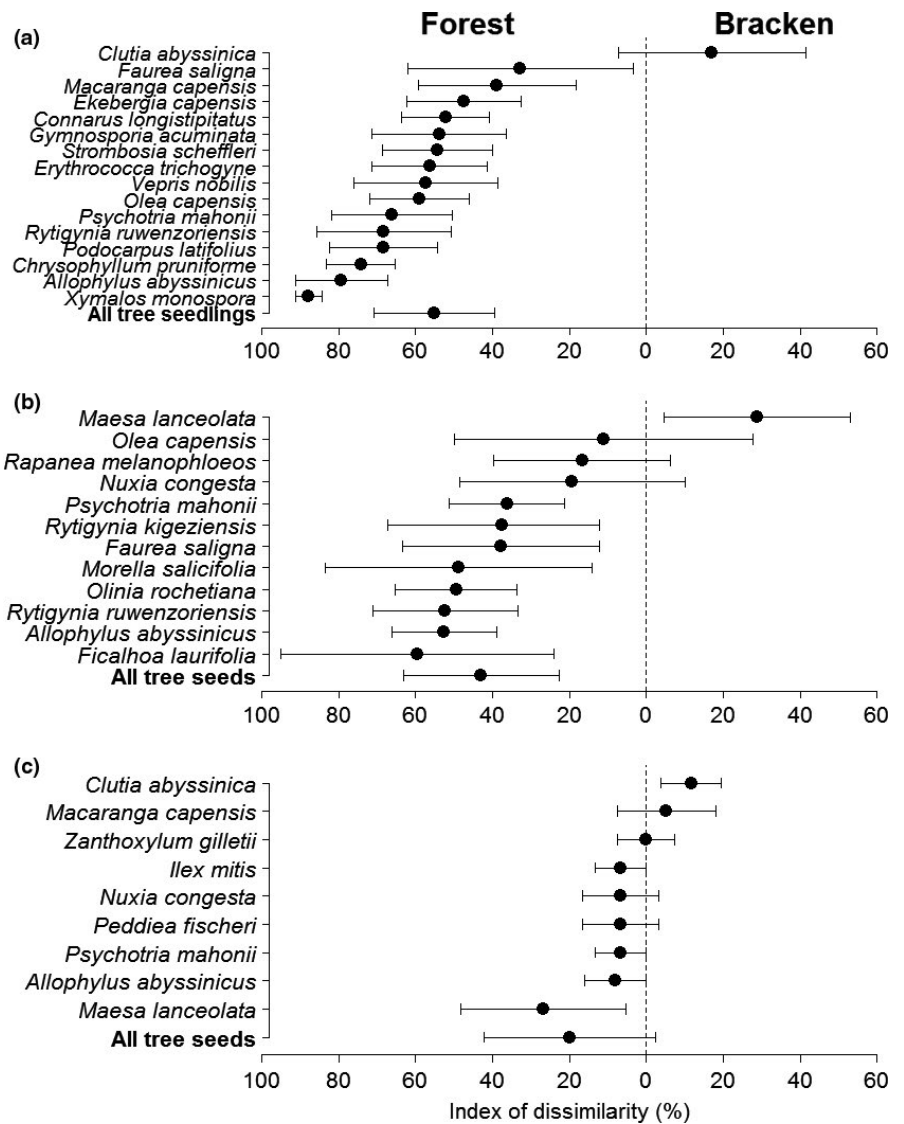 Forest Bracken
(a)
Clutia abyssinica
Faurea saligna
Macaranga capensis
Ekebergia capensis
Connarus longistipitatus
Gymnosporia acuminata
Strombosia scheffleri
Erythrococca trichogyne
Vepris nobilis
Olea capensis
Psychotria mahonii
Rytigynia ruwenzoriensis
Podocarpus latifolius
Chrysophyllum pruniforme
Allophylus abyssinicus
Xymalos monospora
All tree seedlings
100 80 60 40 20 0 20 40 60
(b)
Maesa lanceolata
Olea capensis
Rapanea melanophloeos
Nuxia congesta
Psychotria mahonii
Rytigynia kigeziensis
Faurea saligna
Morella salicifolia
Olinia rochetiana
Rytigynia ruwenzoriensis
Allophylus abyssinicus
Ficalhoa laurifolia
All tree seeds
100 80 60 40 20 0 20 40 60
(c)
Clutia abyssinica
Macaranga capensis
Zanthoxylum gilletii
Ilex mitis
Nuxia congesta
Peddiea fischeri
Psychotria mahonii
Allophylus abyssinicus
Maesa lanceolata
All tree seeds
100 80 60 40 20 0 20 40 60
Index of dissimilarity (%)